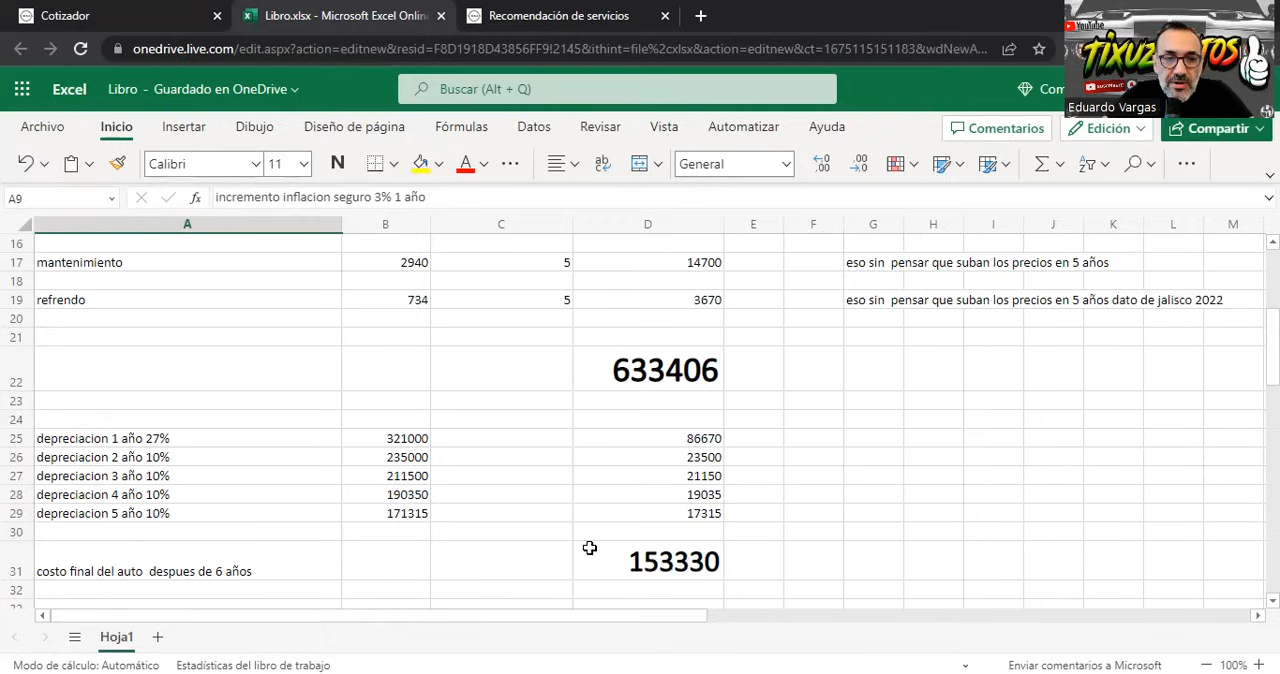 Cotizador
Libro.xlsx - Microsoft Excel Online
Recomendación de servicios
onedrive.live.com/edit.aspx?action=editnew&resid=F8D1918D43856FF9!2145&ithint=file%2cxlsx&action=editnew&ct=1675115151183&wdNewA...
YouTube
TIXUZ
TOS
SUSCRIBETE
Eduardo Vargas
Excel
Libro - Guardado en OneDrive
Buscar (Alt + Q)
Com
Archivo Inicio Insertar Dibujo Diseño de página Fórmulas Datos Revisar Vista Automatizar Ayuda
Comentarios Edición Compartir
Calibri 11 N A General
A9 fx incremento inflacion seguro 3% 1 año
A B C D E F G H I J K L M
16
17 mantenimiento 2940 5 14700 eso sin pensar que suban los precios en 5 años
18
19 refrendo 734 5 3670 eso sin pensar que suban los precios en 5 años dato de jalisco 2022
20
21
22 633406
23
24
25 depreciacion 1 año 27% 321000 86670
26 depreciacion 2 año 10% 235000 23500
27 depreciacion 3 año 10% 211500 21150
28 depreciacion 4 año 10% 190350 19035
29 depreciacion 5 año 10% 171315 17315
30
31 costo final del auto despues de 6 años 153330
32
Hoja1
Modo de cálculo: Automático Estadísticas del libro de trabajo Enviar comentarios a Microsoft 100%